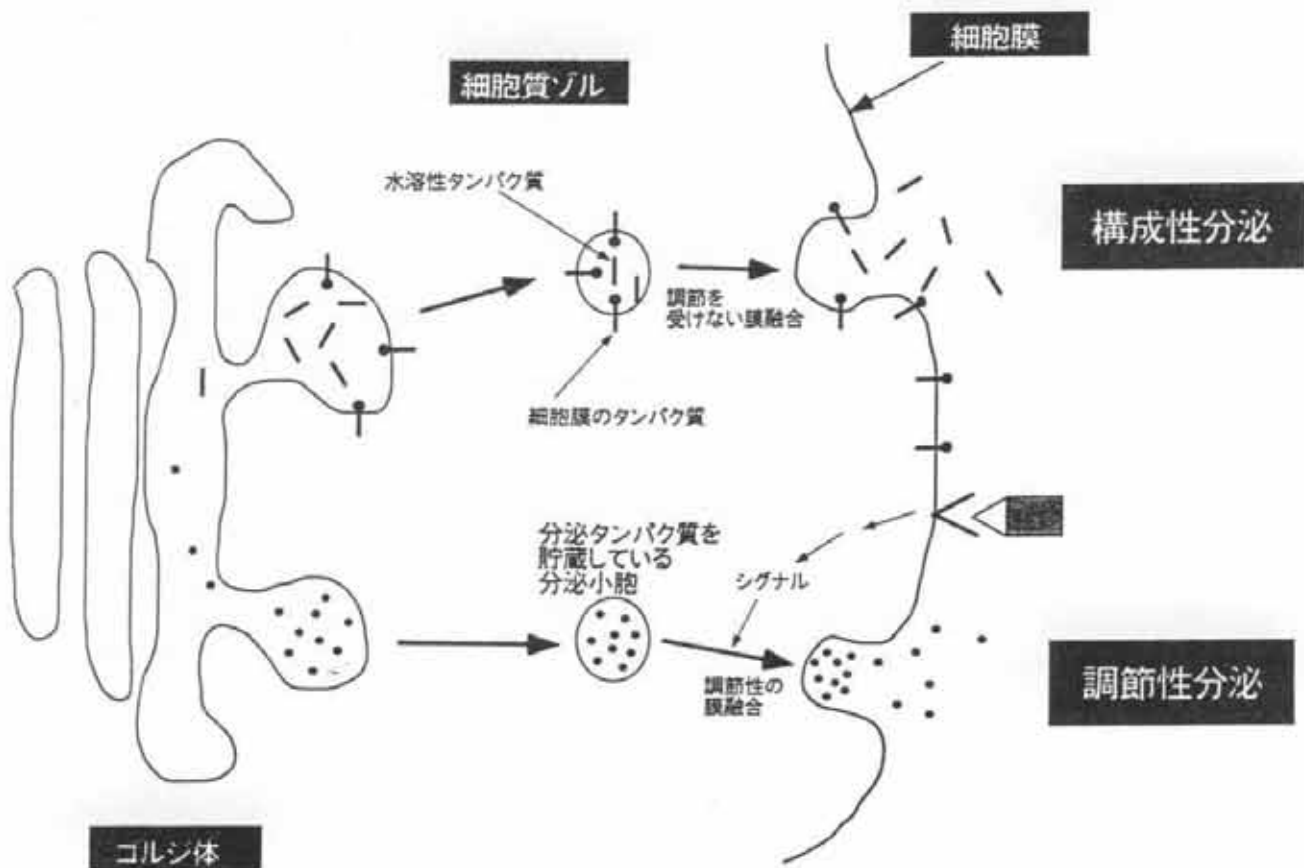 細胞膜
細胞質ゾル
水溶性タンパク質
構成性分泌
調節を
受けない膜融合
細胞膜のタンパク質
分泌タンパク質を
貯蔵している
分泌小胞
シグナル
調節性の
膜融合
調節性分泌
ゴルジ体